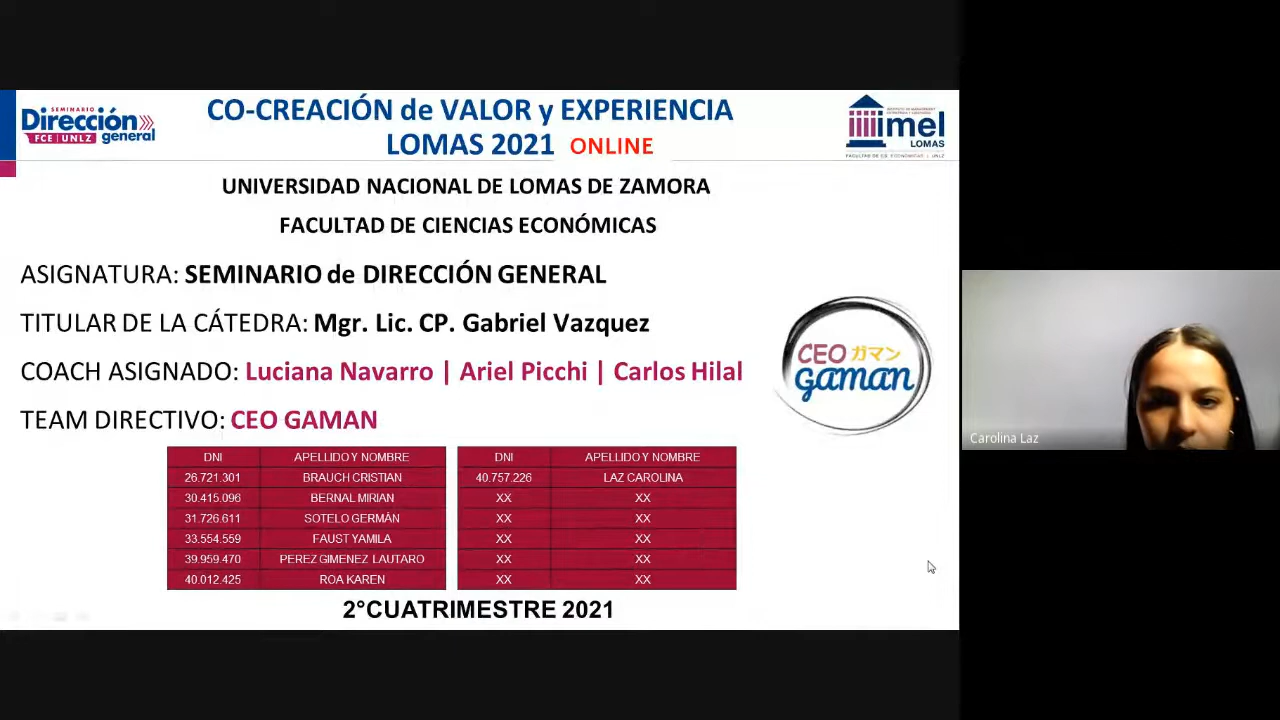 SEMINARIO
Dirección
FCE | UNLZ general
CO-CREACIÓN de VALOR y EXPERIENCIA
LOMAS 2021 ONLINE
imel
LOMAS
UNIVERSIDAD NACIONAL DE LOMAS DE ZAMORA
FACULTAD DE CIENCIAS ECONÓMICAS
ASIGNATURA: SEMINARIO de DIRECCIÓN GENERAL
TITULAR DE LA CÁTEDRA: Mgr. Lic. CP. Gabriel Vazquez
COACH ASIGNADO: Luciana Navarro | Ariel Picchi | Carlos Hilal
TEAM DIRECTIVO: CEO GAMAN
CEO ガマン
gaman
DNI APELLIDO Y NOMBRE DNI APELLIDO Y NOMBRE
26.721.301 BRAUCH CRISTIAN 40.757.226 LAZ CAROLINA
30.415.096 BERNAL MIRIAN XX XX
31.726.611 SOTELO GERMÁN XX XX
33.554.559 FAUST YAMILA XX XX
39.959.470 PEREZ GIMENEZ LAUTARO XX XX
40.012.425 ROA KAREN XX XX
2°CUATRIMESTRE 2021
Carolina Laz